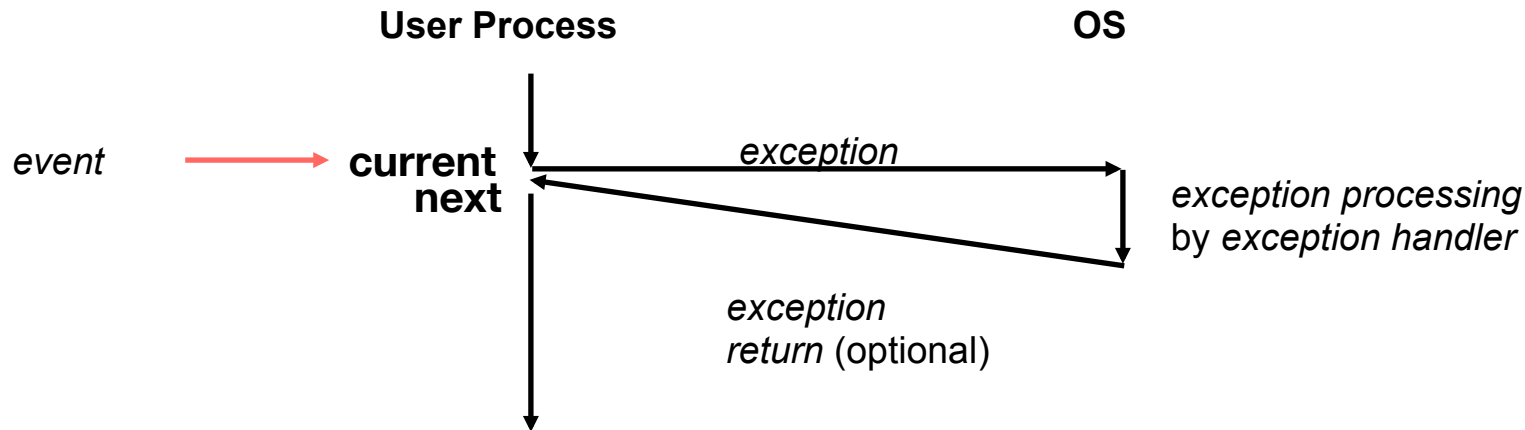 User Process
OS
event
current
next
exception
exception processing
by exception handler
exception
return (optional)